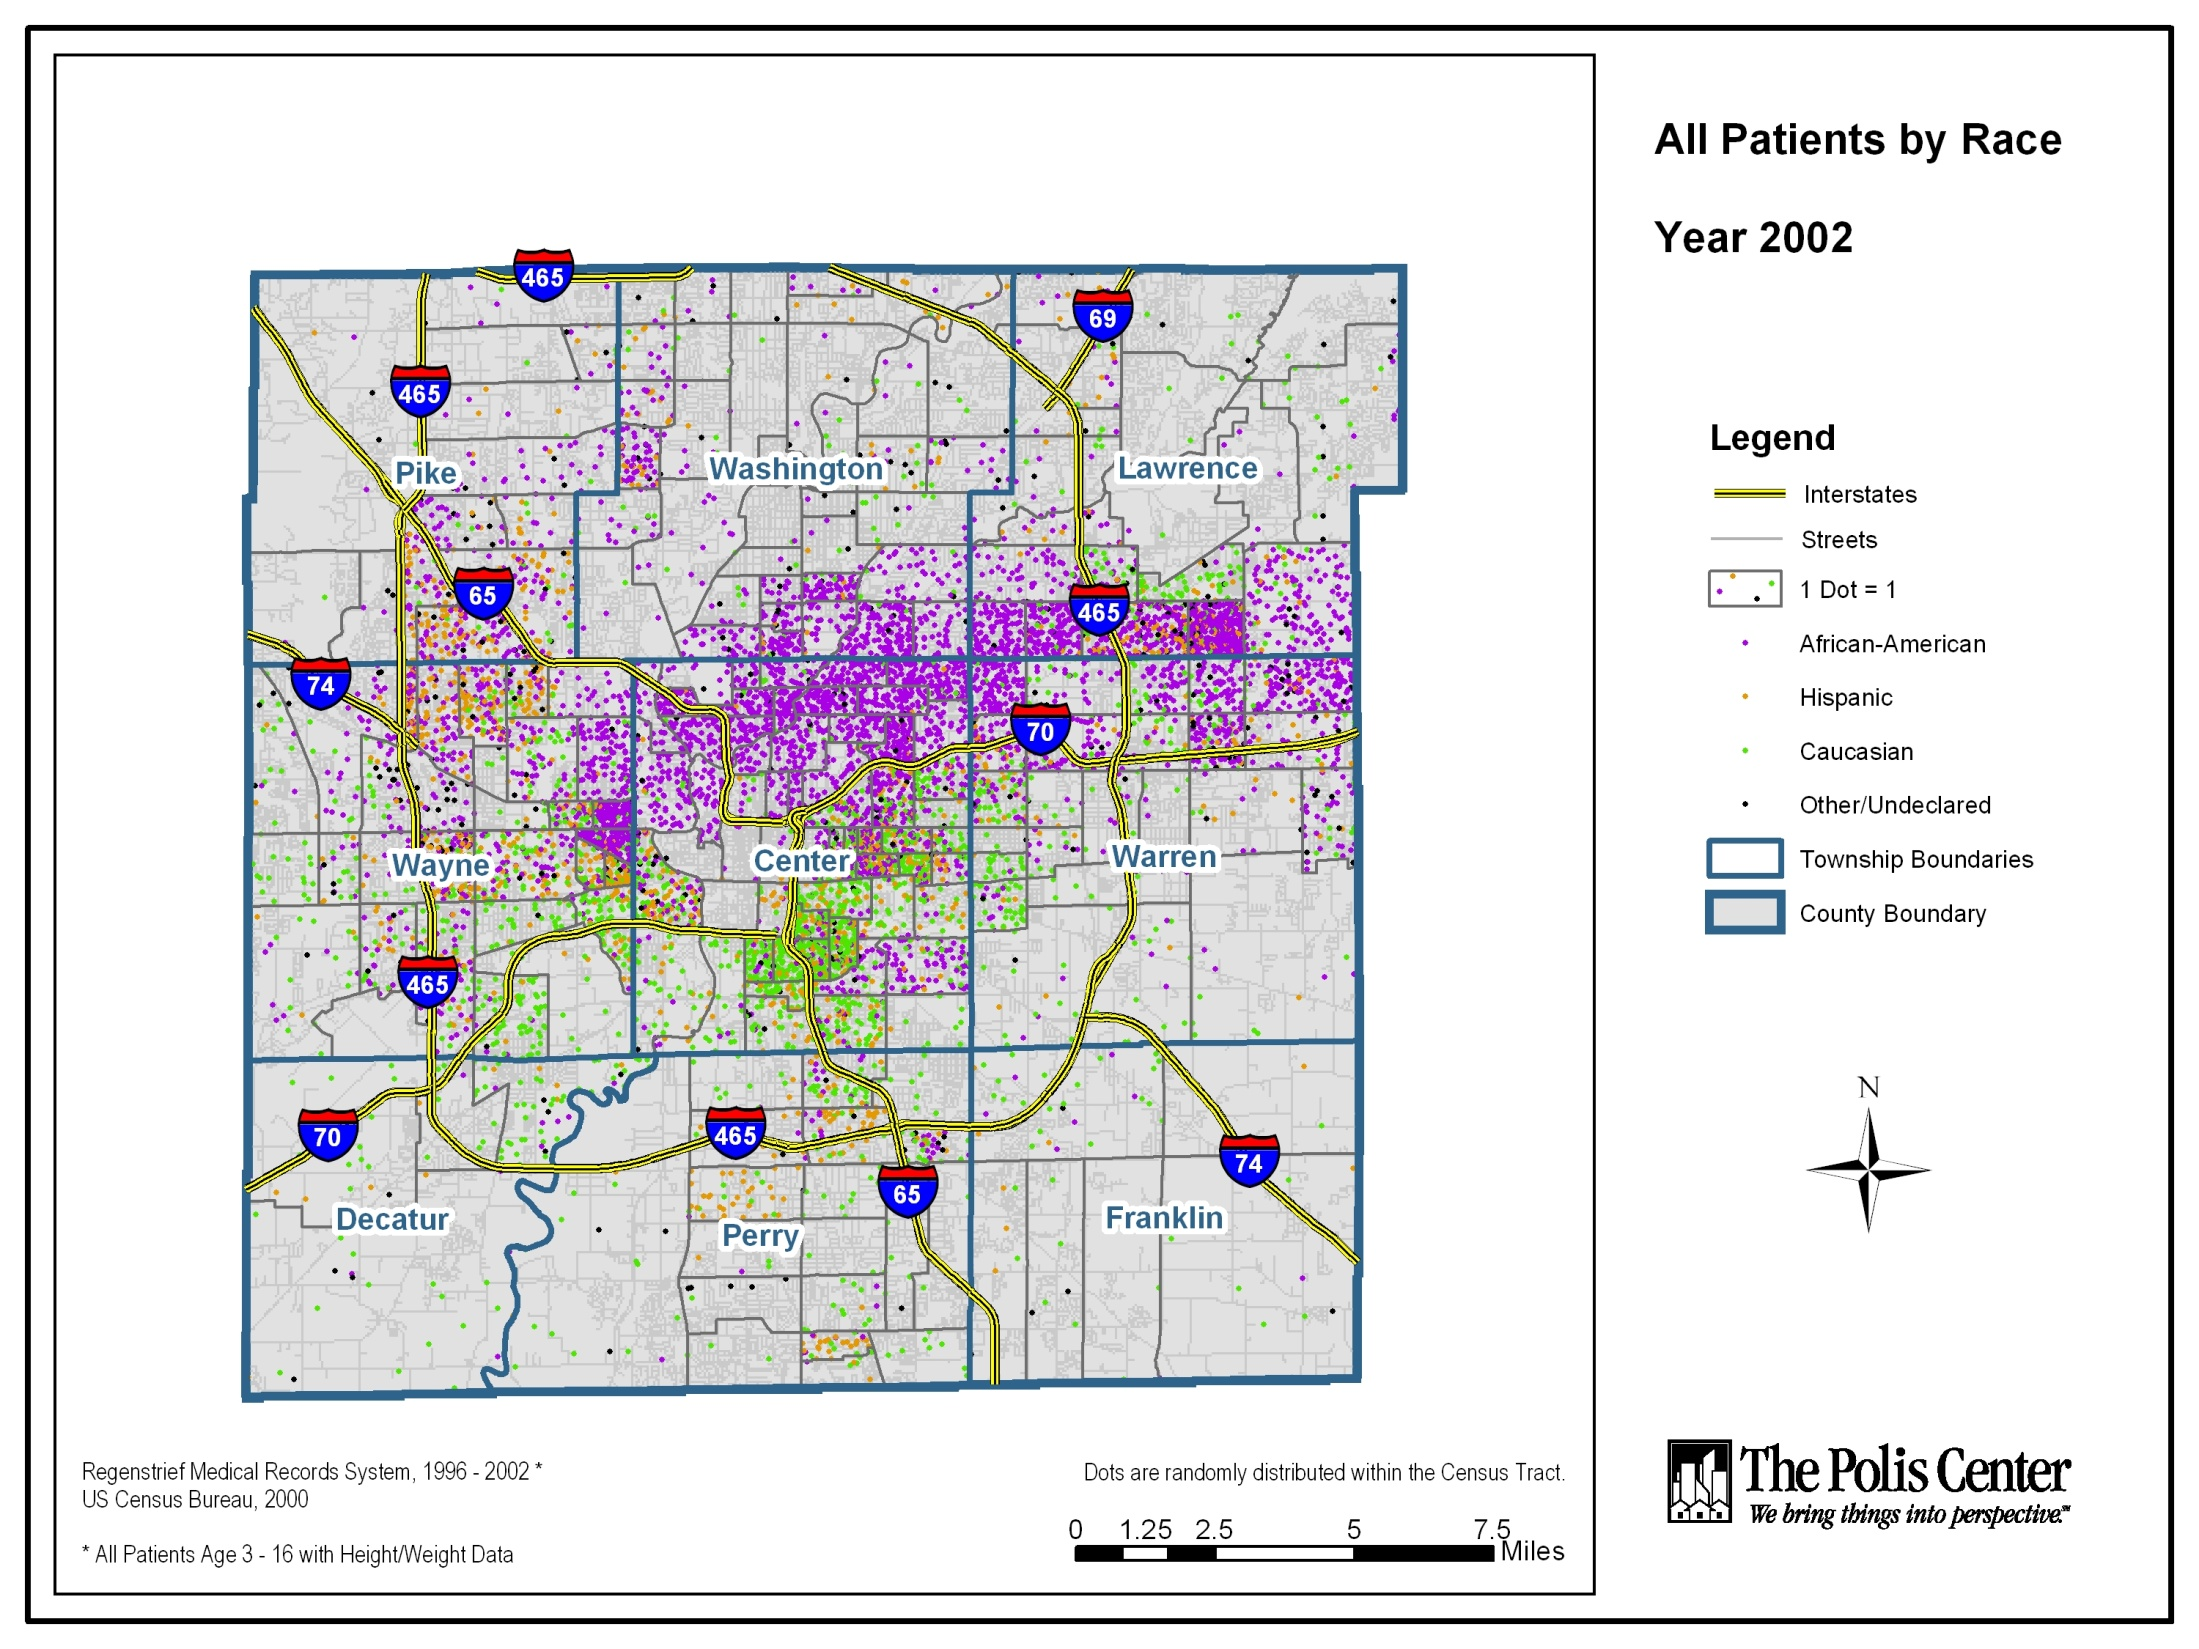 All Patients by Race
Year 2002
465
69
465
Pike
Washington
Lawrence
65
465
74
70
Wayne
Center
Warren
465
70
465
74
65
Decatur
Perry
Franklin
Legend
Interstates
Streets
1 Dot = 1
African-American
Hispanic
Caucasian
Other/Undeclared
Township Boundaries
County Boundary
N
Regenstrief Medical Records System, 1996 - 2002 *
US Census Bureau, 2000
* All Patients Age 3 - 16 with Height/Weight Data
Dots are randomly distributed within the Census Tract.
0 1.25 2.5 5 7.5
Miles
The Polis Center
We bring things into perspective.℠